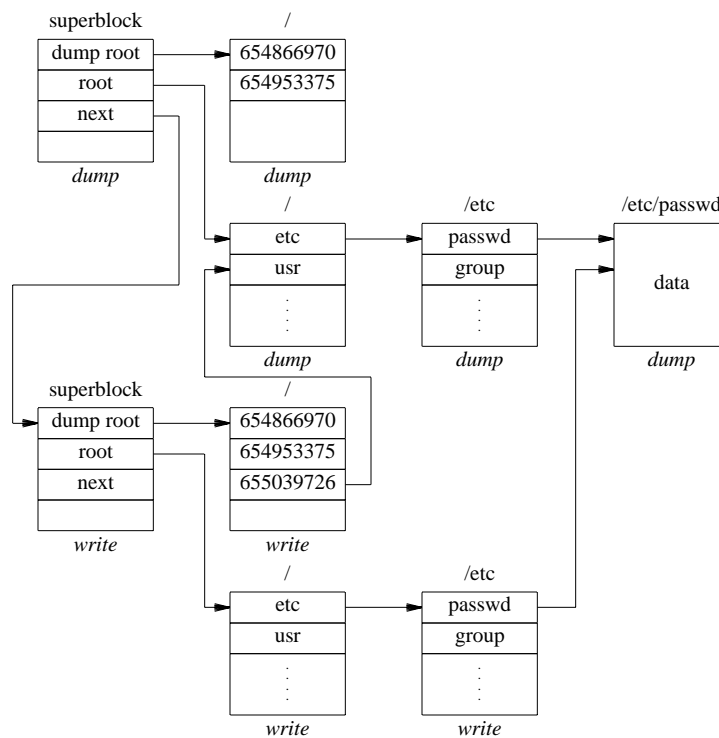 superblock
/
dump root
654866970
root
654953375
next
dump
dump
/
/etc
/etc/passwd
etc
passwd
usr
group
data
dump
dump
dump
superblock
/
dump root
654866970
root
654953375
next
655039726
write
write
/
/etc
etc
passwd
usr
group
write
write